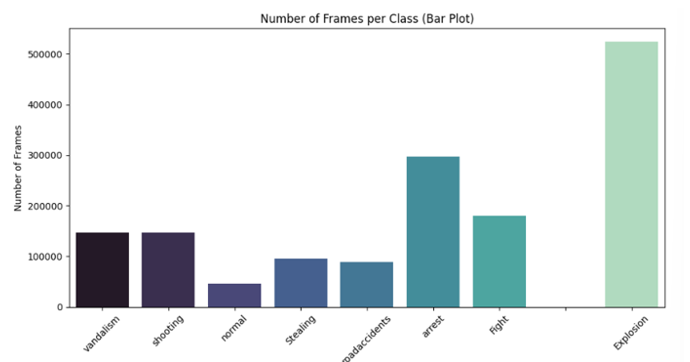 Number of Frames per Class (Bar Plot)
500000
400000
300000
200000
100000
0
Number of Frames
vandalism
shooting
normal
Stealing
oadaccidents
arrest
Fight
Explosion